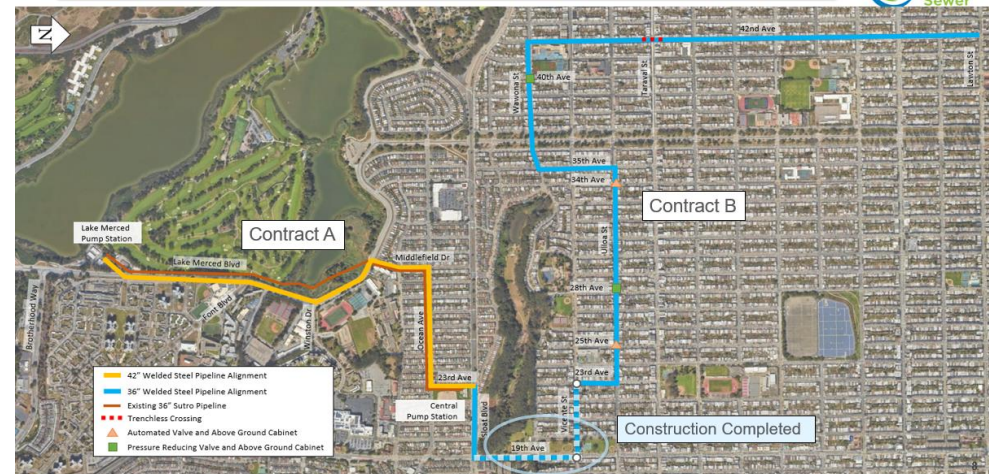 Sewer
N
42nd Ave
Wawona St
40th Ave
Taraval St
Lawton St
35th Ave
34th Ave
Contract B
Ulloa St
Lake Merced
Pump Station
Contract A
Lake Merced Blvd
Middlefield Dr
Brotherhood Way
Font Blvd
Winston Dr
Ocean Ave
28th Ave
25th Ave
23rd Ave
23rd Ave
42" Welded Steel Pipeline Alignment
36" Welded Steel Pipeline Alignment
Existing 36" Sutro Pipeline
Trenchless Crossing
Automated Valve and Above Ground Cabinet
Pressure Reducing Valve and Above Ground Cabinet
Central
Pump Station
Sloat Blvd
Vicente St
19th Ave
Construction Completed